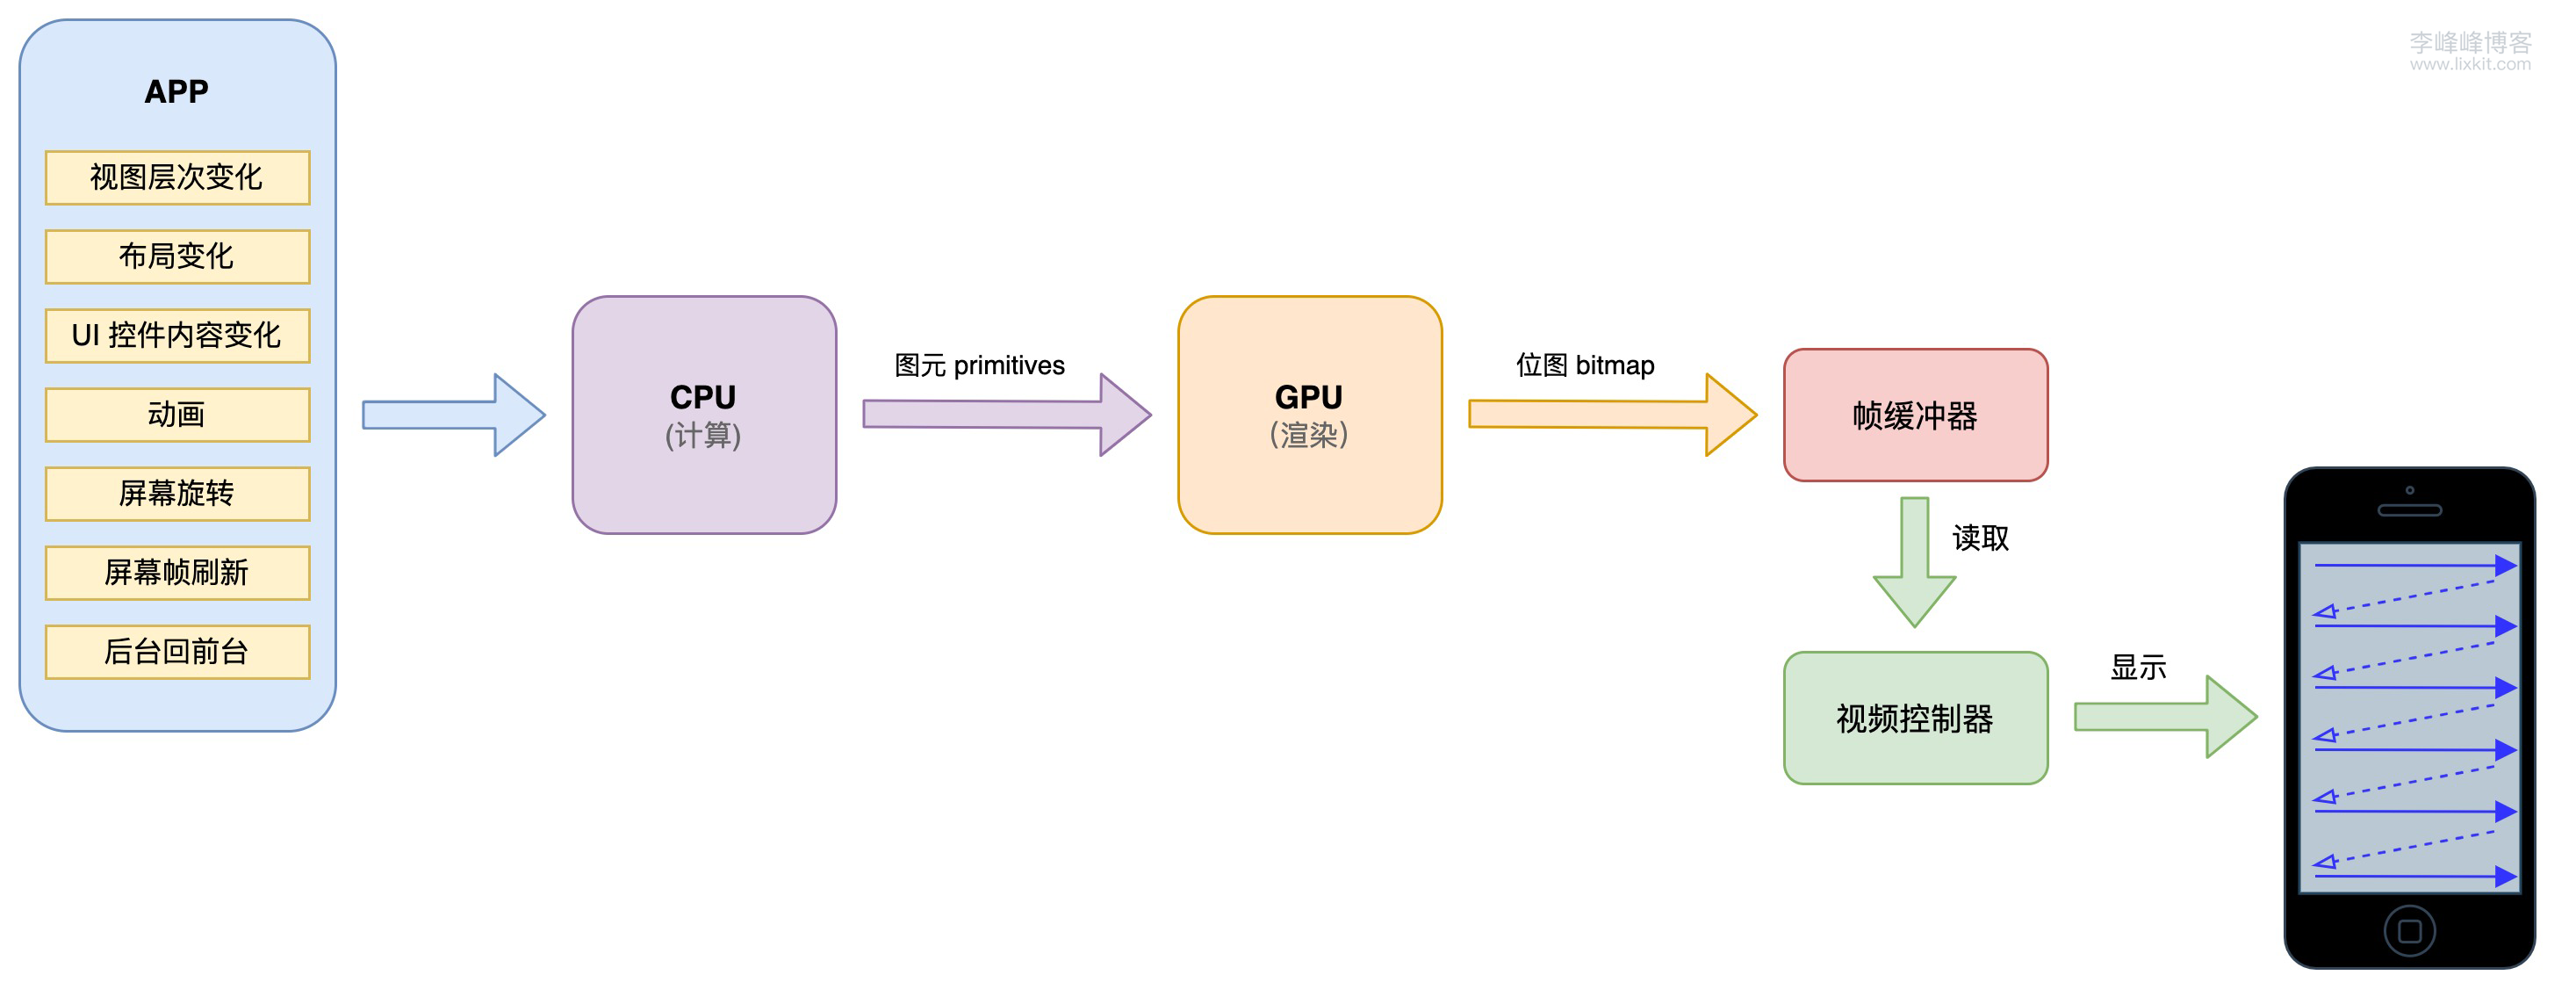 李峰峰博客
www.lixkit.com
APP
视图层次变化
布局变化
UI 控件内容变化
动画
屏幕旋转
屏幕帧刷新
后台回前台
CPU
(计算)
图元 primitives
GPU
(渲染)
位图 bitmap
帧缓冲器
读取
视频控制器
显示